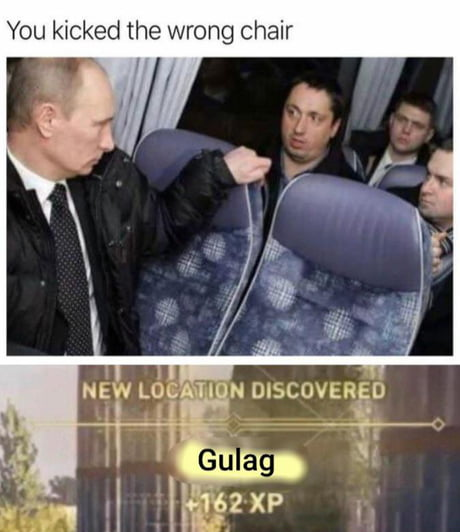 You kicked the wrong chair
NEW LOCATION DISCOVERED
Gulag
+162 XP